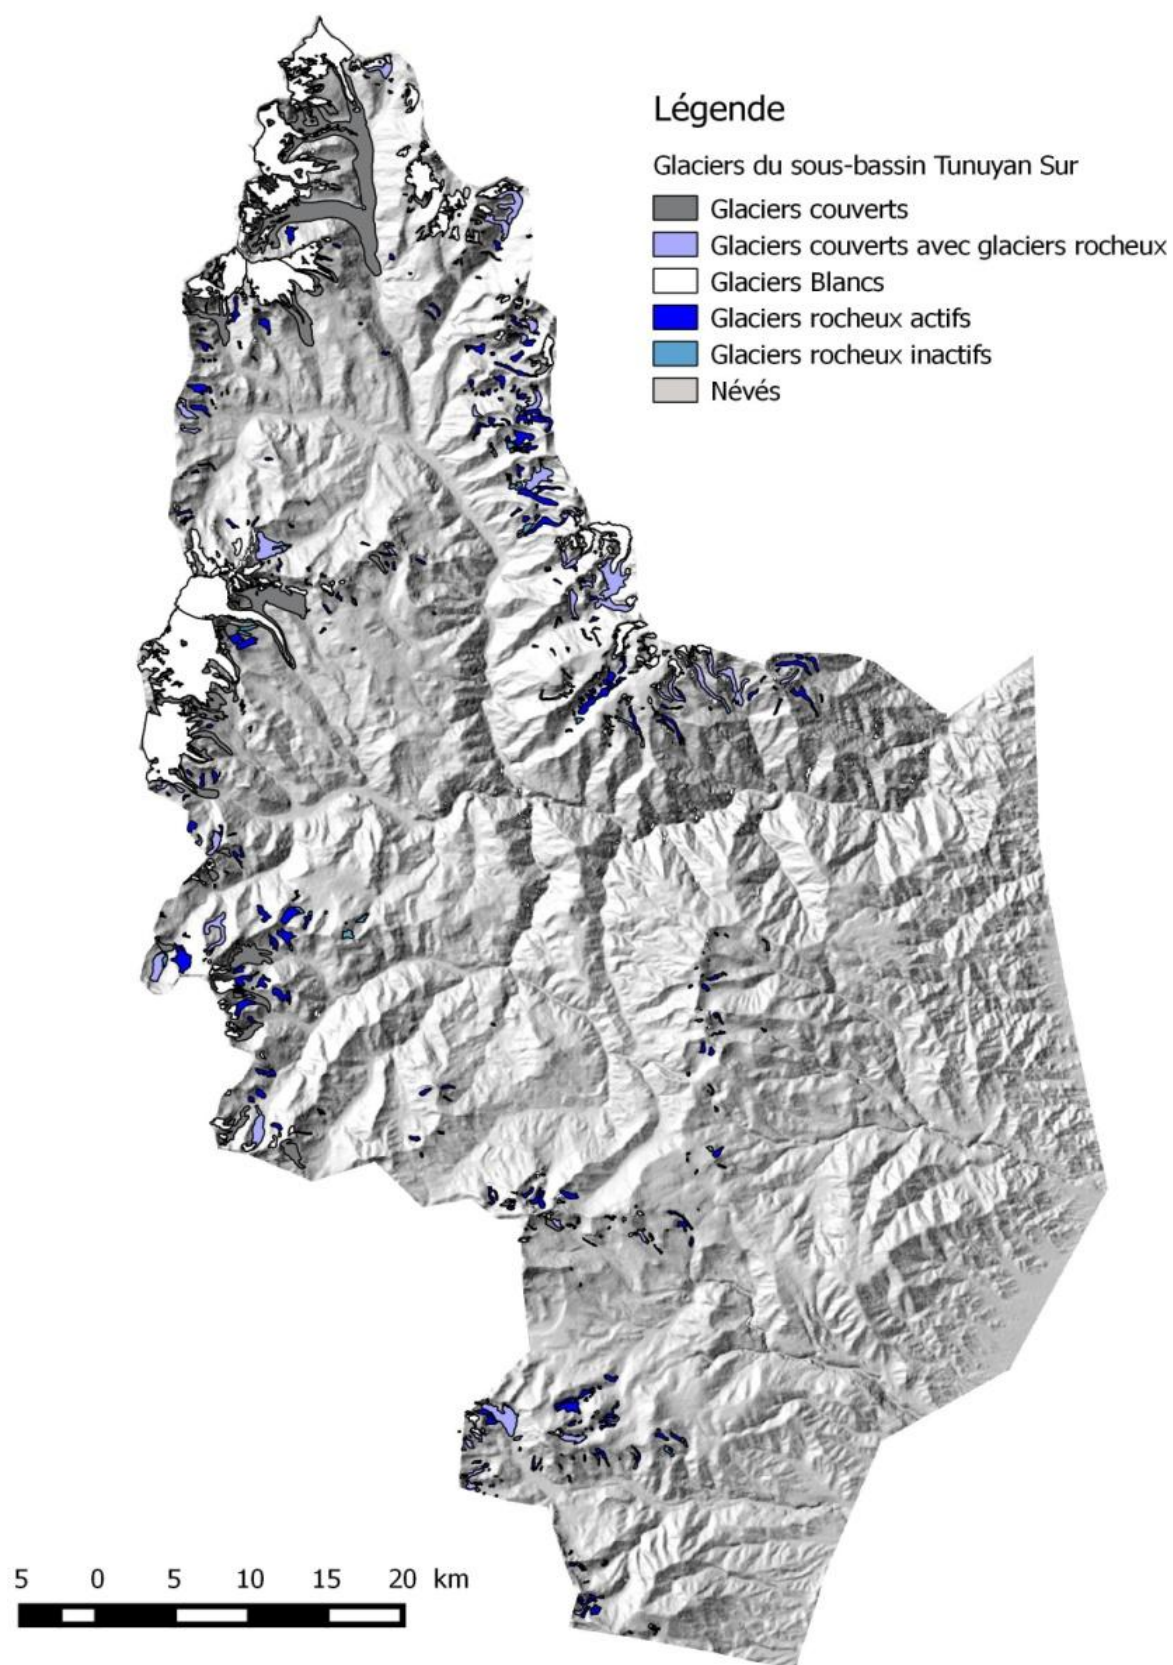 Légende
Glaciers du sous-bassin Tunuyan Sur
Glaciers couverts
Glaciers couverts avec glaciers rocheux
Glaciers Blancs
Glaciers rocheux actifs
Glaciers rocheux inactifs
Névés
5 0 5 10 15 20 km